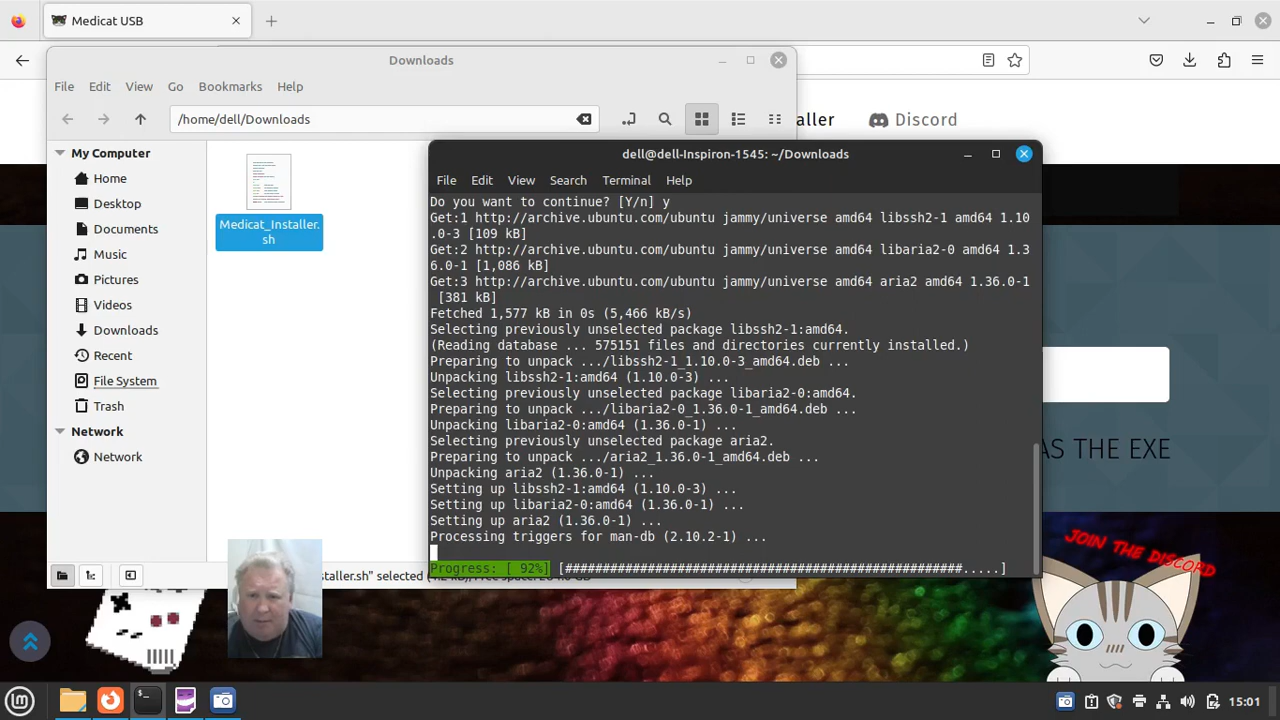 Medicat USB
Downloads
File Edit View Go Bookmarks Help
/home/dell/Downloads
aller
Discord
My Computer
Home
Desktop
Documents
Music
Pictures
Videos
Downloads
Recent
File System
Trash
Network
Network
Medicat_Installer.
sh
dell@dell-Inspiron-1545: ~/Downloads
File Edit View Search Terminal Help
Do you want to continue? [Y/n] y
Get:1 http://archive.ubuntu.com/ubuntu jammy/universe amd64 libssh2-1 amd64 1.10
.0-3 [109 kB]
Get:2 http://archive.ubuntu.com/ubuntu jammy/universe amd64 libaria2-0 amd64 1.3
6.0-1 [1,086 kB]
Get:3 http://archive.ubuntu.com/ubuntu jammy/universe amd64 aria2 amd64 1.36.0-1
 [381 kB]
Fetched 1,577 kB in 0s (5,466 kB/s)
Selecting previously unselected package libssh2-1:amd64.
(Reading database ... 575151 files and directories currently installed.)
Preparing to unpack .../libssh2-1_1.10.0-3_amd64.deb ...
Unpacking libssh2-1:amd64 (1.10.0-3) ...
Selecting previously unselected package libaria2-0:amd64.
Preparing to unpack .../libaria2-0_1.36.0-1_amd64.deb ...
Unpacking libaria2-0:amd64 (1.36.0-1) ...
Selecting previously unselected package aria2.
Preparing to unpack .../aria2_1.36.0-1_amd64.deb ...
Unpacking aria2 (1.36.0-1) ...
Setting up libssh2-1:amd64 (1.10.0-3) ...
Setting up libaria2-0:amd64 (1.36.0-1) ...
Setting up aria2 (1.36.0-1) ...
Processing triggers for man-db (2.10.2-1) ...
Progress: [ 92%] [#####################################################.....]
AS THE EXE
staller.sh" selected
JOIN THE DISCORD
15:01